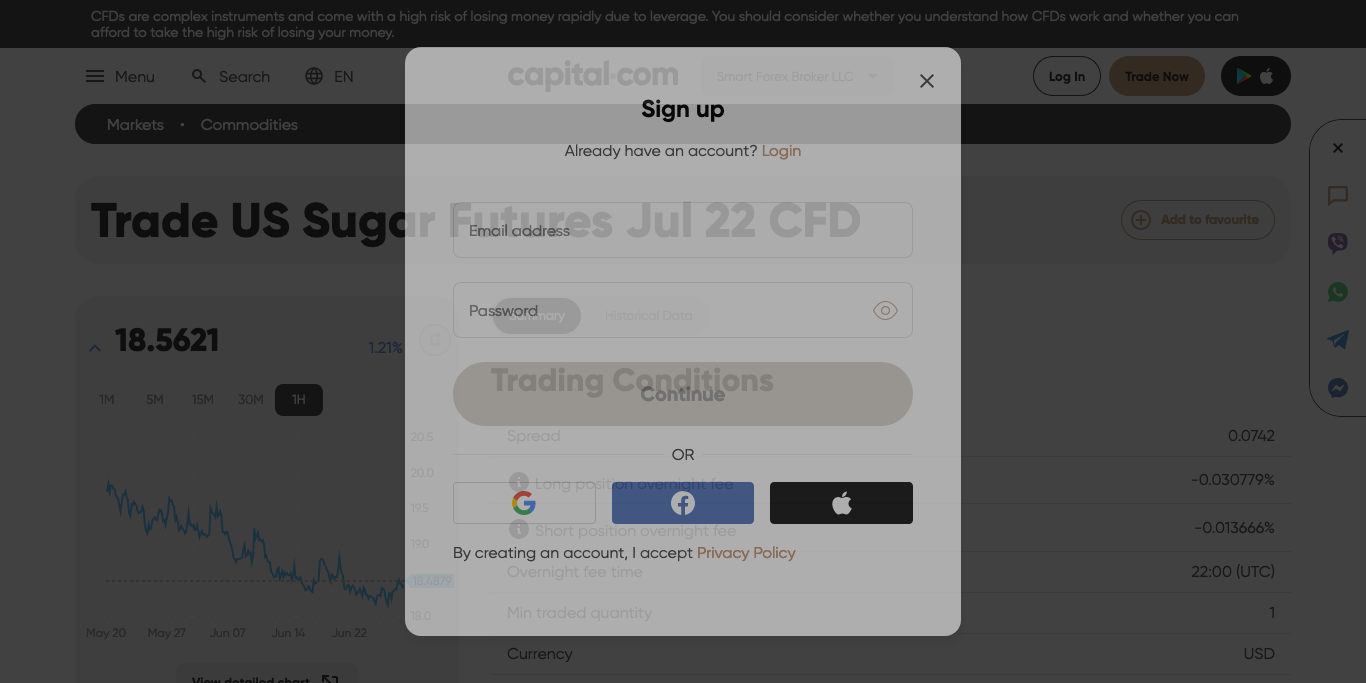 CFDs are complex instruments and come with a high risk of losing money rapidly due to leverage. You should consider whether you understand how CFDs work and whether you can
afford to take the high risk of losing your money.
Menu
Search
EN
capital.com
Smart Forex Broker LLC
Log In
Trade Now
Markets • Commodities
Sign up
Already have an account? Login
Trade US Sugar Futures Jul 22 CFD
Add to favourite
Email address
Password
Summary
Historical Data
18.5621
1.21%
1M
5M
15M
30M
1H
Trading Conditions
Continue
Spread
0.0742
OR
Long position overnight fee
-0.030779%
Short position overnight fee
-0.013666%
By creating an account, I accept Privacy Policy
Overnight fee time
22:00 (UTC)
Min traded quantity
1
Currency
USD
20.5
20.0
19.5
19.0
18.4879
18.0
May 20
May 27
Jun 07
Jun 14
Jun 22
View detailed chart